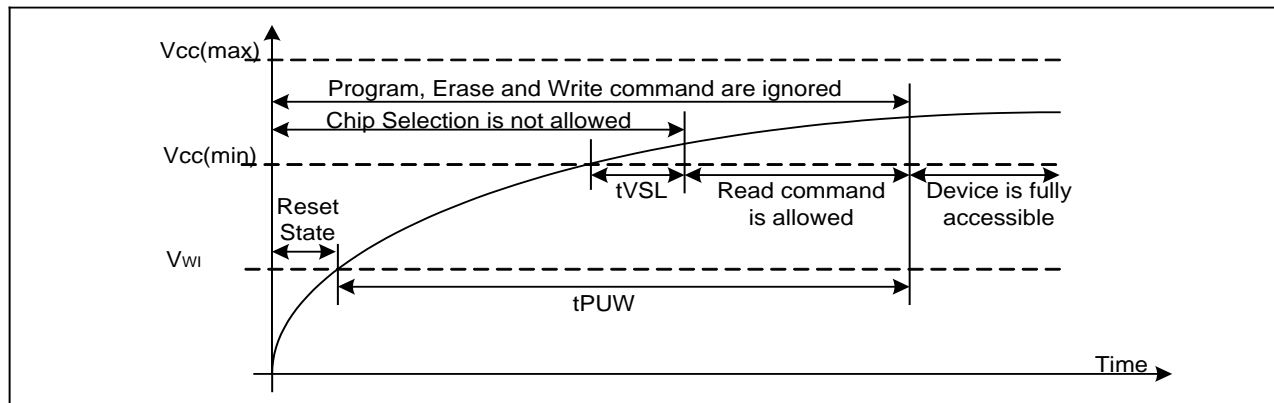 Vcc(max)
Program, Erase and Write command are ignored
Chip Selection is not allowed
Vcc(min)
tVSL
Read command
is allowed
Device is fully
accessible
Reset
State
VWI
tPUW
Time